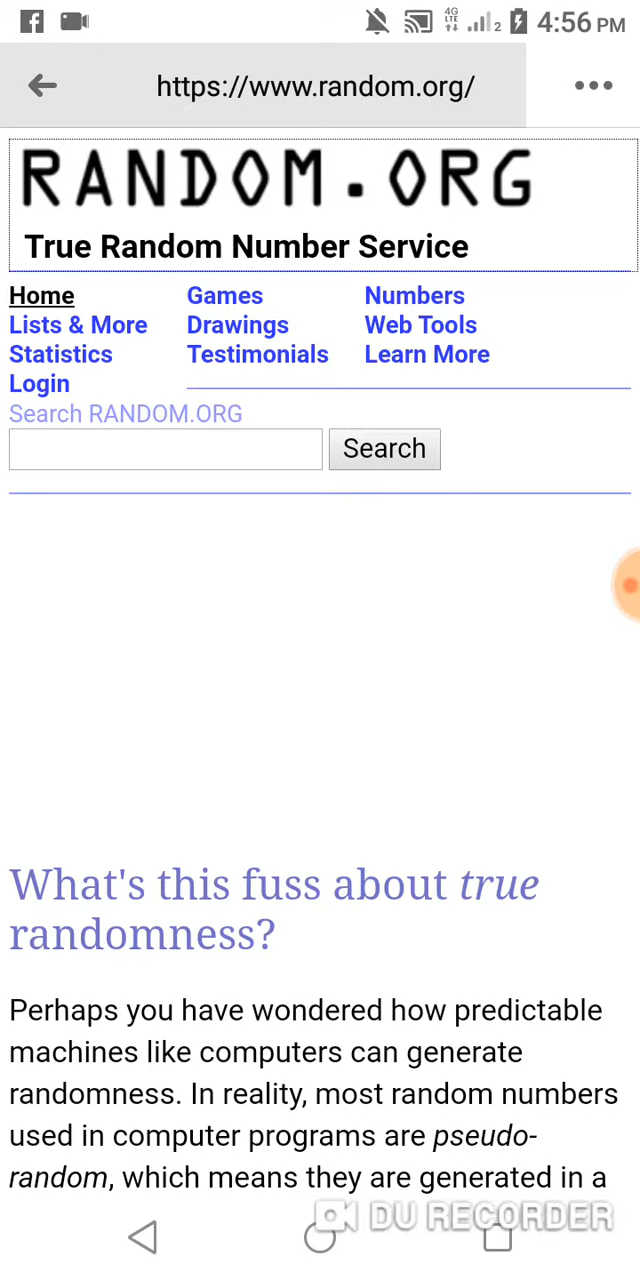 4G
LTE
2
4:56 PM
https://www.random.org/
RANDOM.ORG
True Random Number Service
Home Games Numbers
Lists & More Drawings Web Tools
Statistics Testimonials Learn More
Login
Search RANDOM.ORG
Search
What's this fuss about true
randomness?
Perhaps you have wondered how predictable
machines like computers can generate
randomness. In reality, most random numbers
used in computer programs are pseudo-
random, which means they are generated in a
DU RECORDER